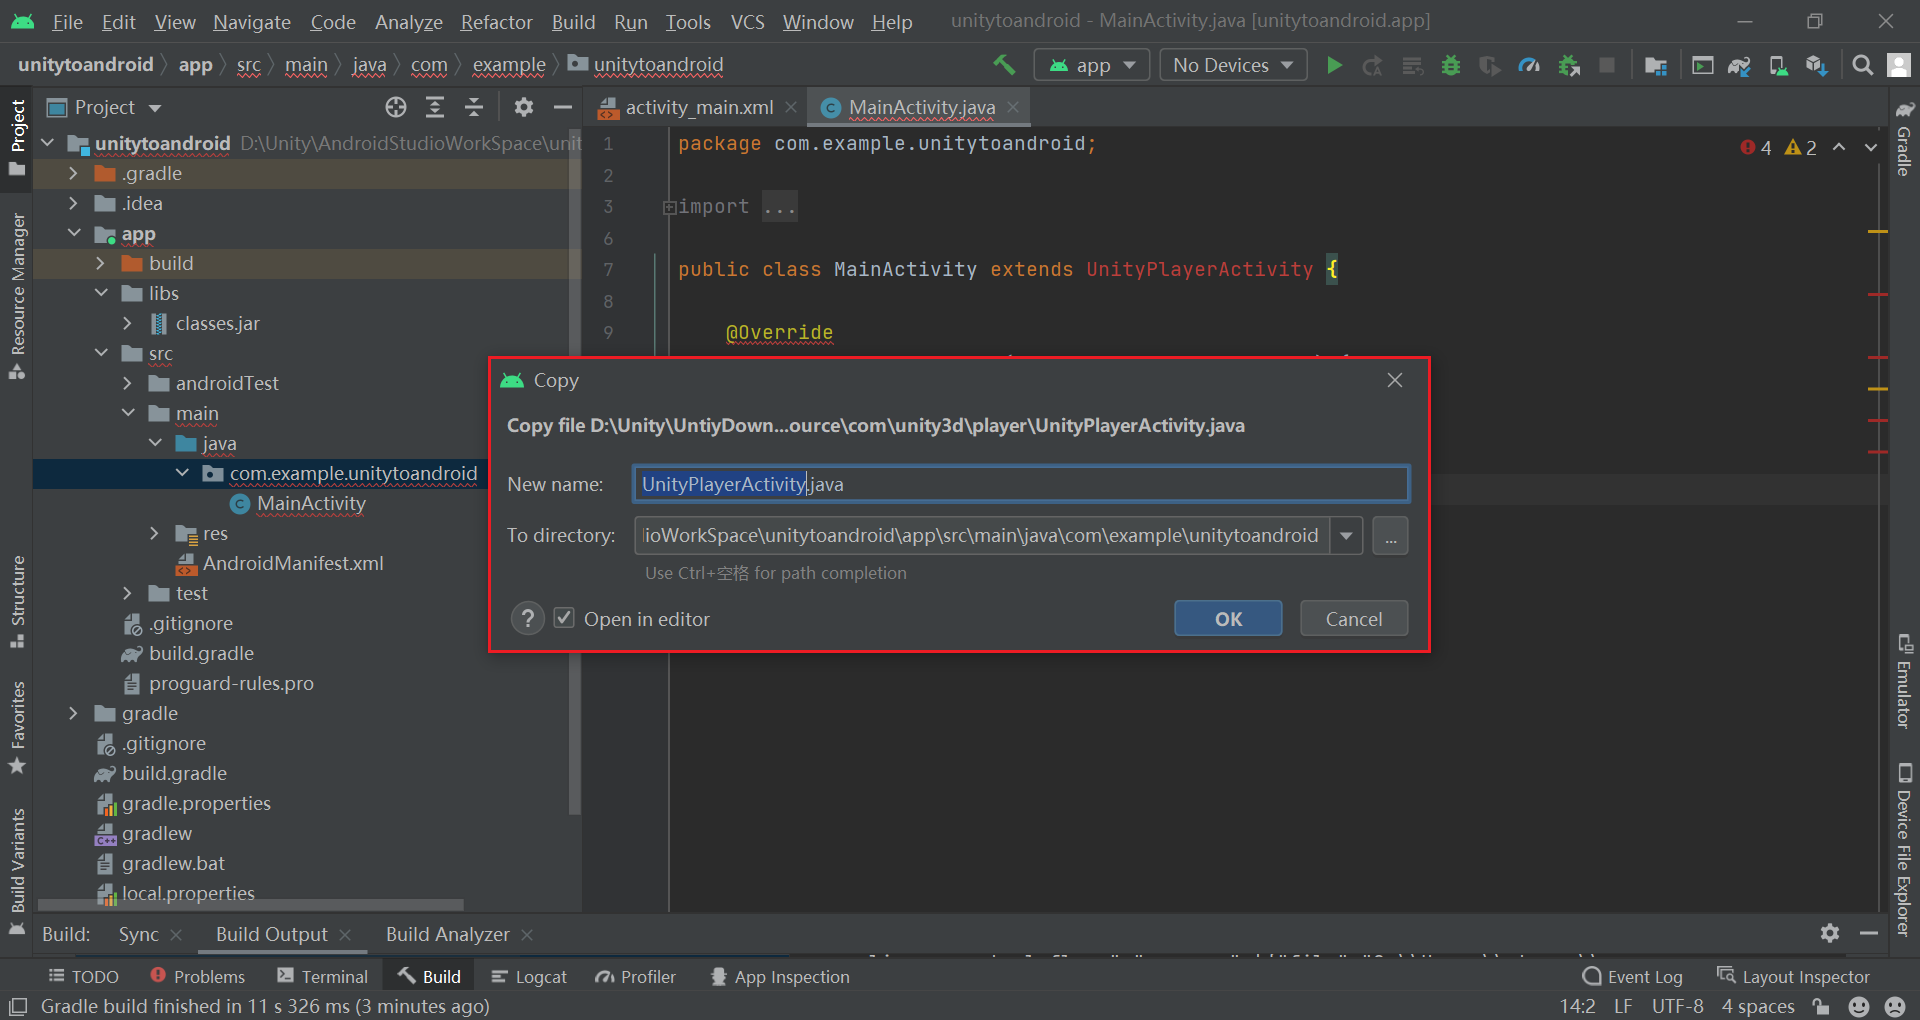 File Edit View Navigate Code Analyze Refactor Build Run Tools VCS Window Help unitytoandroid - MainActivity.java [unitytoandroid.app]
unitytoandroid app src main java com example unitytoandroid app No Devices
Project
activity_main.xml MainActivity.java
unitytoandroid D:\Unity\AndroidStudioWorkSpace\unit
.gradle
.idea
app
build
libs
classes.jar
src
androidTest
main
java
com.example.unitytoandroid
MainActivity
res
AndroidManifest.xml
test
.gitignore
build.gradle
proguard-rules.pro
gradle
.gitignore
build.gradle
gradle.properties
gradlew
gradlew.bat
local.properties
Project
Resource Manager
Structure
Favorites
Build Variants
1 package com.example.unitytoandroid;
2
3 import ...
6
7 public class MainActivity extends UnityPlayerActivity {
8
9 @Override
4 2
Copy
Copy file D:\Unity\UntiyDown...ource\com\unity3d\player\UnityPlayerActivity.java
New name: UnityPlayerActivity.java
To directory: ioWorkSpace\unitytoandroid\app\src\main\java\com\example\unitytoandroid ...
Use Ctrl+空格 for path completion
? Open in editor OK Cancel
Gradle
Emulator
Device File Explorer
Build: Sync Build Output Build Analyzer
TODO Problems Terminal Build Logcat Profiler App Inspection Event Log Layout Inspector
Gradle build finished in 11 s 326 ms (3 minutes ago) 14:2 LF UTF-8 4 spaces